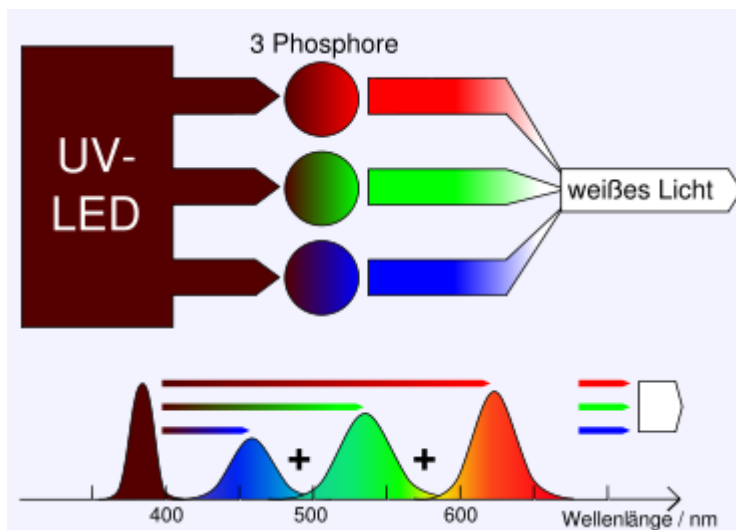 3 Phosphore
UV-
LED
weißes Licht
+ +
400 500 600 Wellenlänge / nm